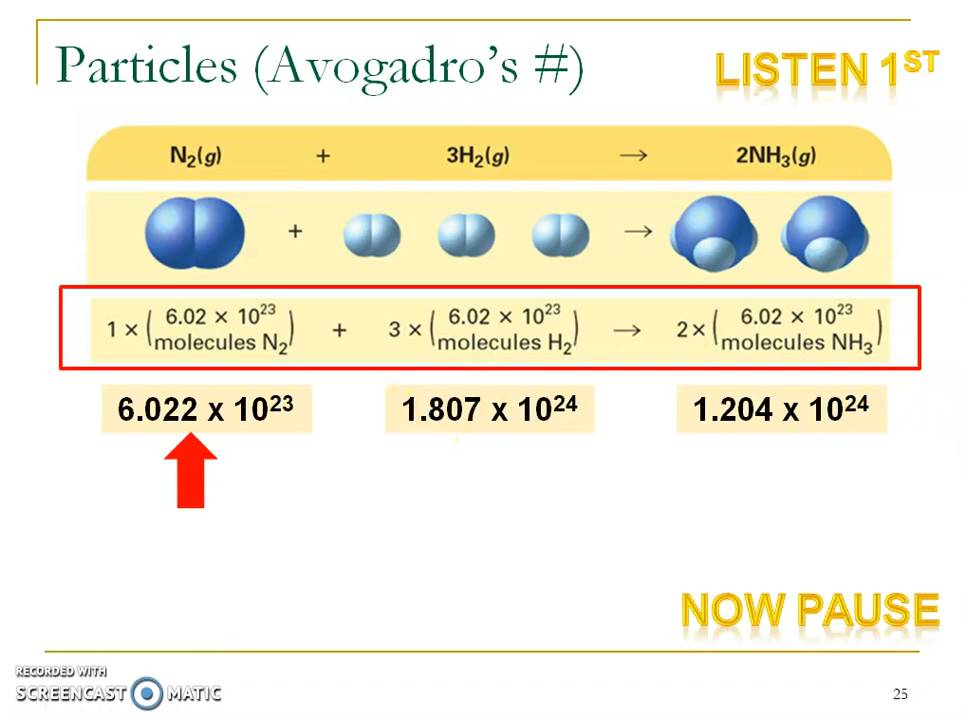 Particles (Avogadro's #)
LISTEN 1ST
N₂(g) + 3H₂(g) → 2NH₃(g)
+ →
1 × (6.02 × 10²³ molecules N₂) + 3 × (6.02 × 10²³ molecules H₂) → 2 × (6.02 × 10²³ molecules NH₃)
6.022 x 10²³ 1.807 x 10²⁴ 1.204 x 10²⁴
NOW PAUSE
RECORDED WITH
SCREENCAST MATIC
25